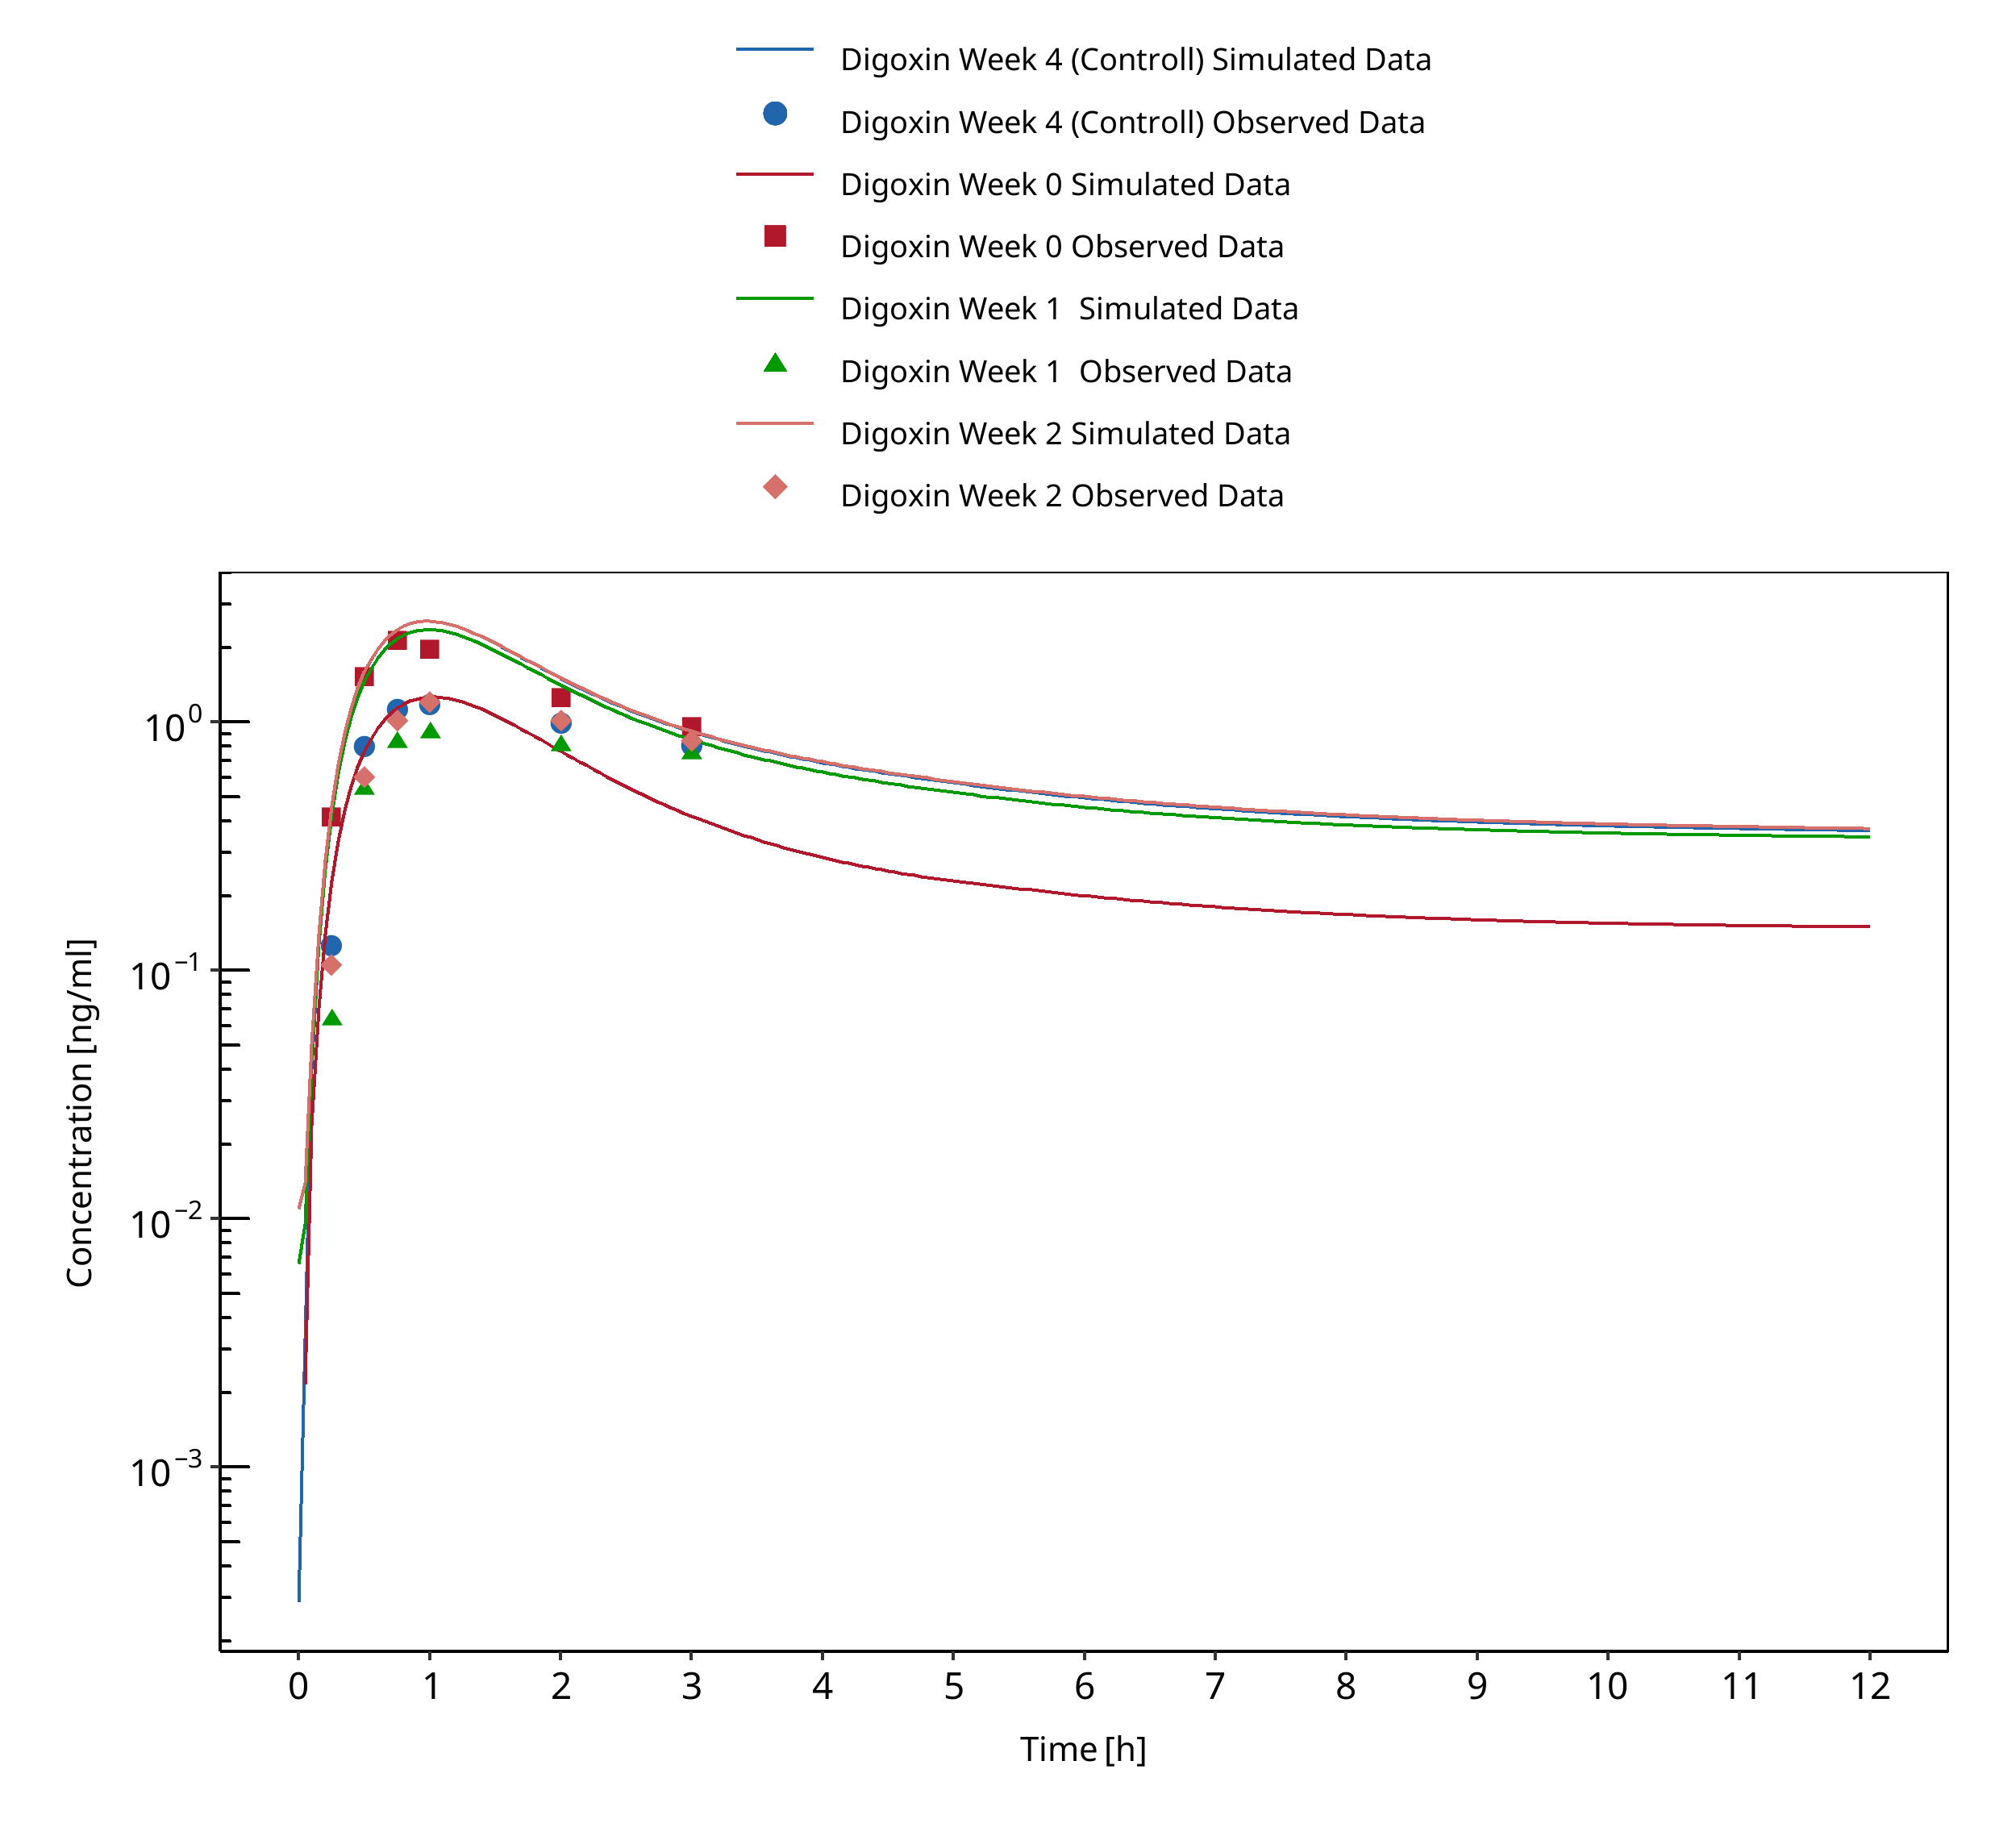 Digoxin Week 4 (Controll) Simulated Data
Digoxin Week 4 (Controll) Observed Data
Digoxin Week 0 Simulated Data
Digoxin Week 0 Observed Data
Digoxin Week 1  Simulated Data
Digoxin Week 1  Observed Data
Digoxin Week 2 Simulated Data
Digoxin Week 2 Observed Data
Concentration [ng/ml]
10⁰
10⁻¹
10⁻²
10⁻³
0 1 2 3 4 5 6 7 8 9 10 11 12
Time [h]